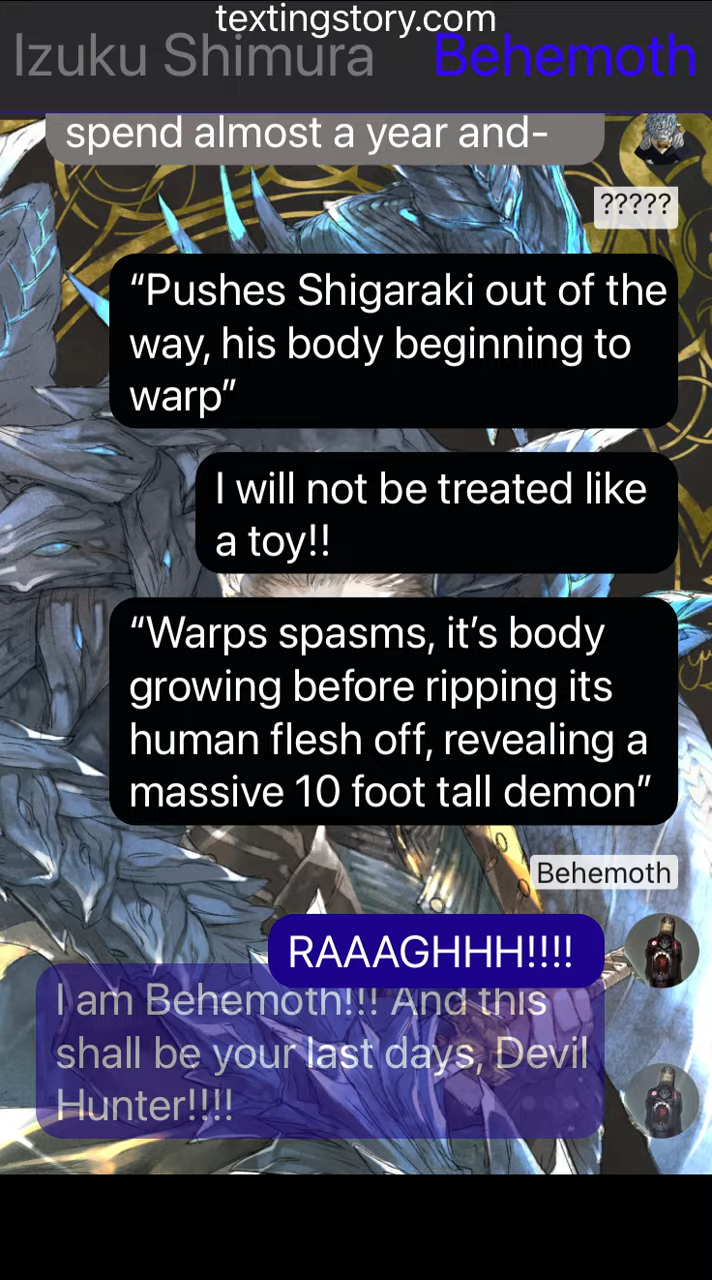 textingstory.com
Izuku Shimura Behemoth
spend almost a year and-
?????
“Pushes Shigaraki out of the
way, his body beginning to
warp”
I will not be treated like
a toy!!
“Warps spasms, it’s body
growing before ripping its
human flesh off, revealing a
massive 10 foot tall demon”
Behemoth
RAAAGHHH!!!!
I am Behemoth!!! And this
shall be your last days, Devil
Hunter!!!!